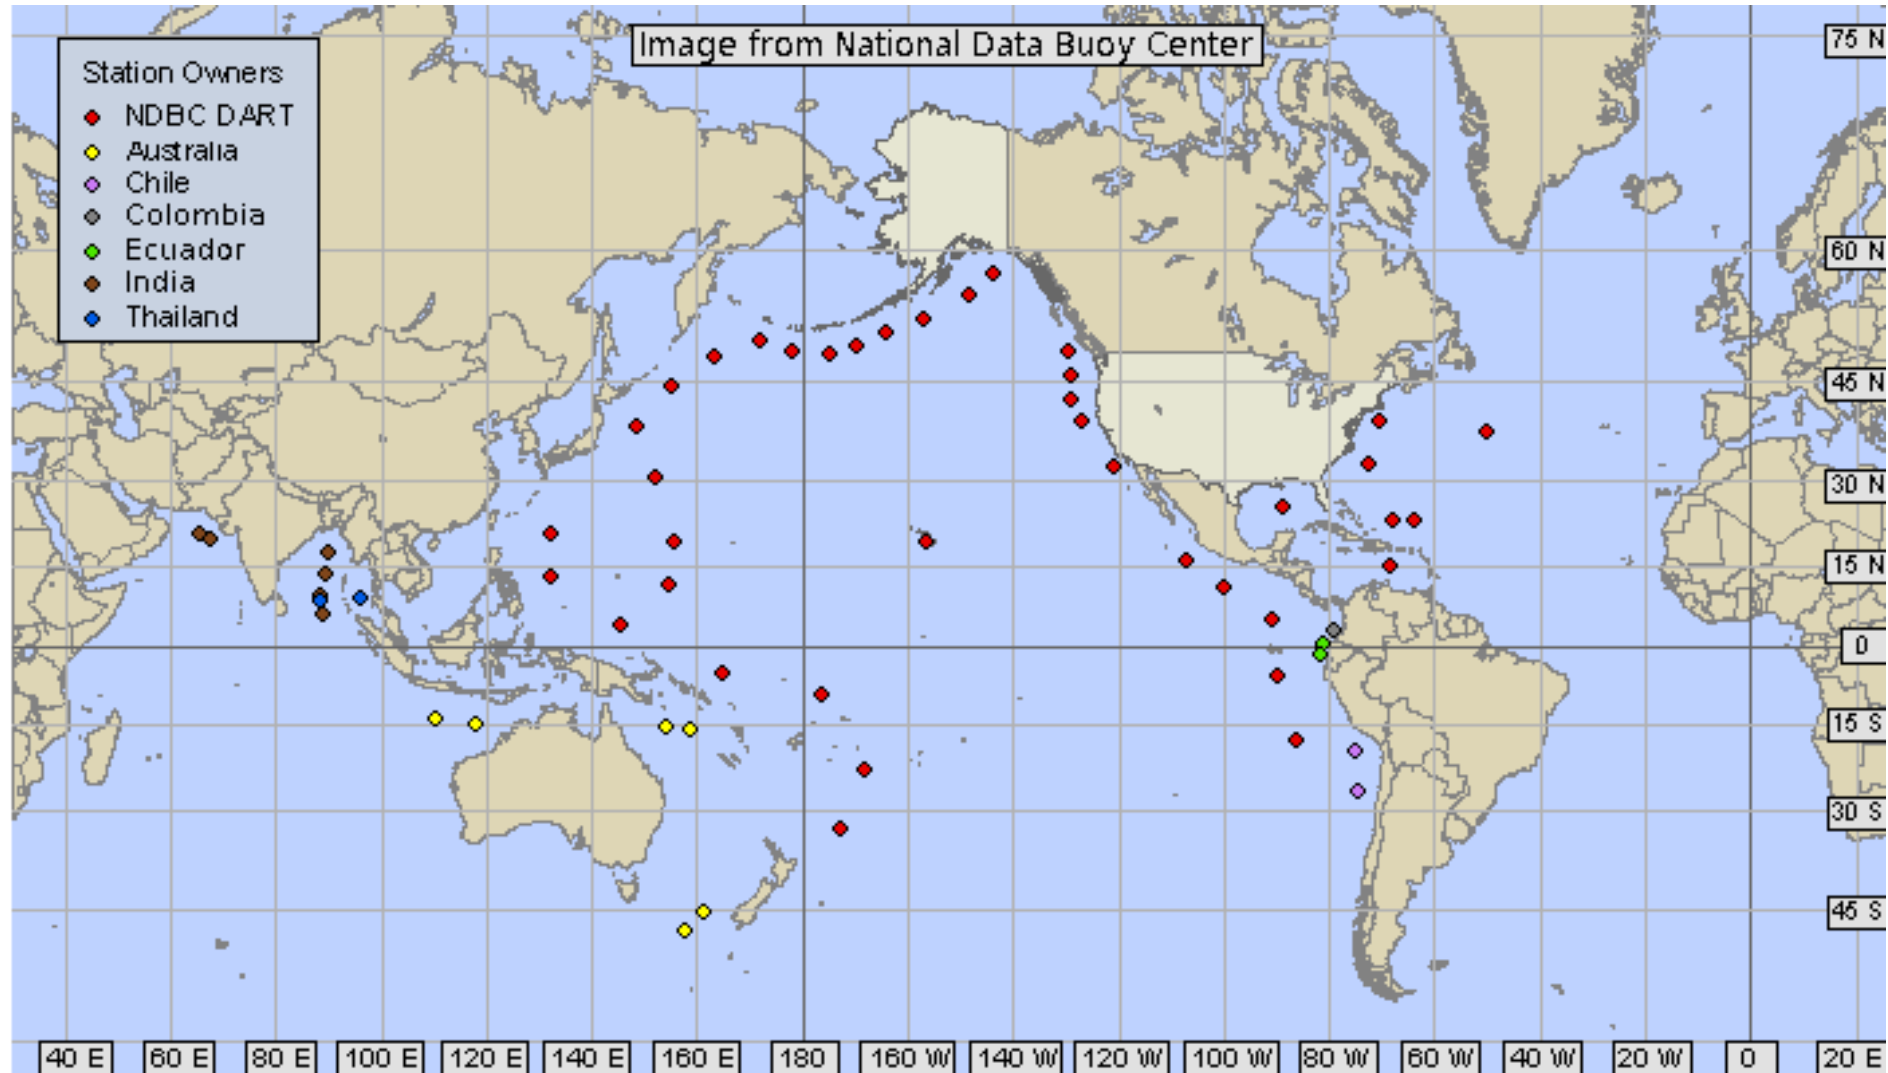 Image from National Data Buoy Center
Station Owners
NDBC DART
Australia
Chile
Colombia
Ecuador
India
Thailand
75 N
60 N
45 N
30 N
15 N
0
15 S
30 S
45 S
40 E 60 E 80 E 100 E 120 E 140 E 160 E 180 160 W 140 W 120 W 100 W 80 W 60 W 40 W 20 W 0 20 E